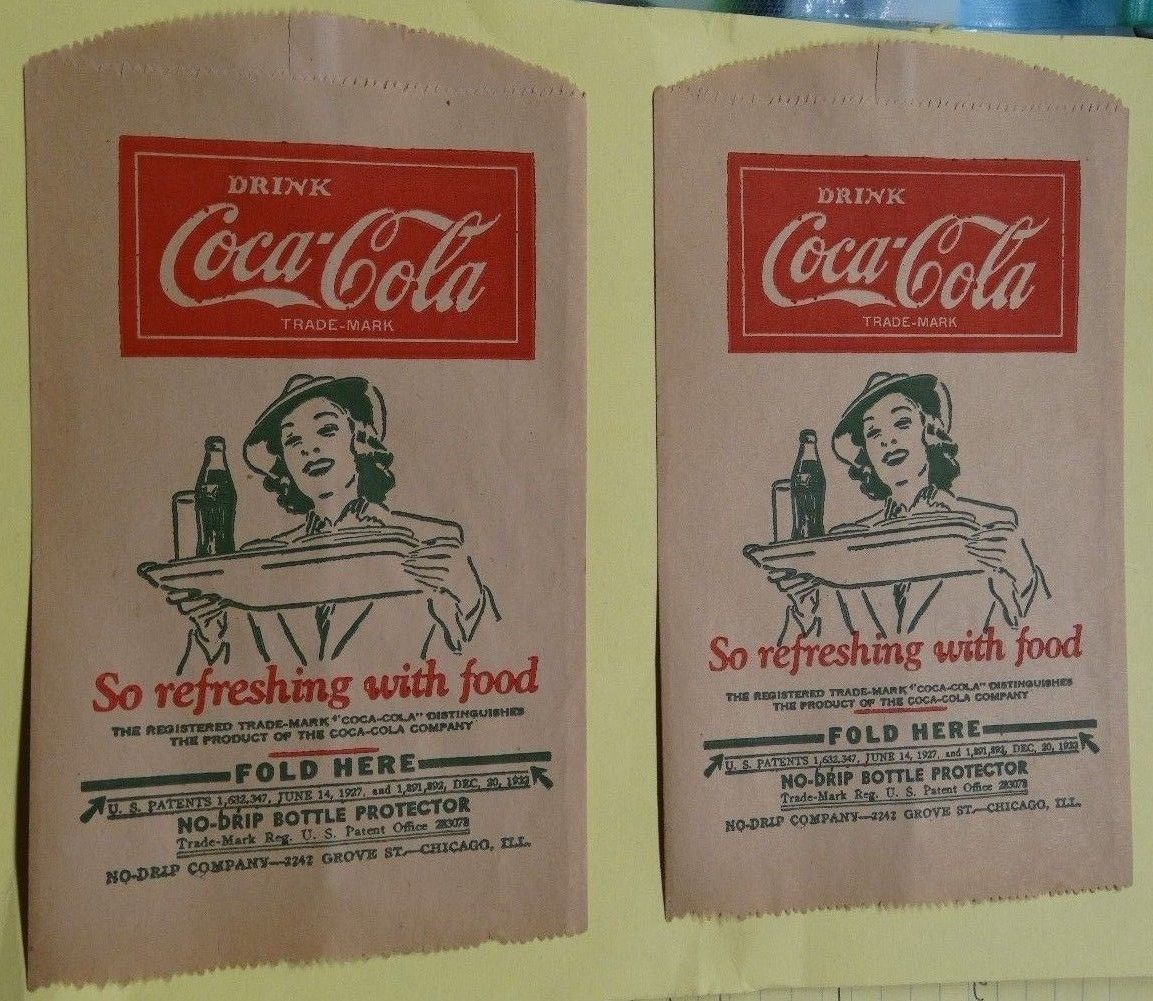 DRINK
Coca-Cola
TRADE-MARK
So refreshing with food
THE REGISTERED TRADE-MARK "COCA-COLA" DISTINGUISHES
THE PRODUCT OF THE COCA-COLA COMPANY
FOLD HERE
U. S. PATENTS 1,632,347, JUNE 14, 1927, and 1,891,892, DEC. 20, 1932
NO-DRIP BOTTLE PROTECTOR
Trade-Mark Reg. U. S. Patent Office 283078
NO-DRIP COMPANY—2242 GROVE ST.—CHICAGO, ILL.
DRINK
Coca-Cola
TRADE-MARK
So refreshing with food
THE REGISTERED TRADE-MARK "COCA-COLA" DISTINGUISHES
THE PRODUCT OF THE COCA-COLA COMPANY
FOLD HERE
U. S. PATENTS 1,632,347, JUNE 14, 1927, and 1,891,892, DEC. 20, 1932
NO-DRIP BOTTLE PROTECTOR
Trade-Mark Reg. U. S. Patent Office 283078
NO-DRIP COMPANY—2242 GROVE ST.—CHICAGO, ILL.